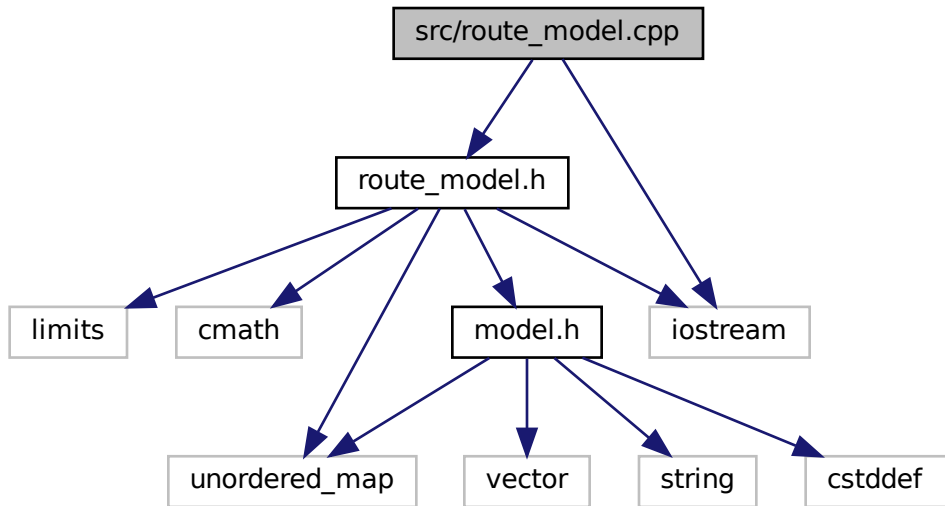 src/route_model.cpp
route_model.h
limits
cmath
model.h
iostream
unordered_map
vector
string
cstddef